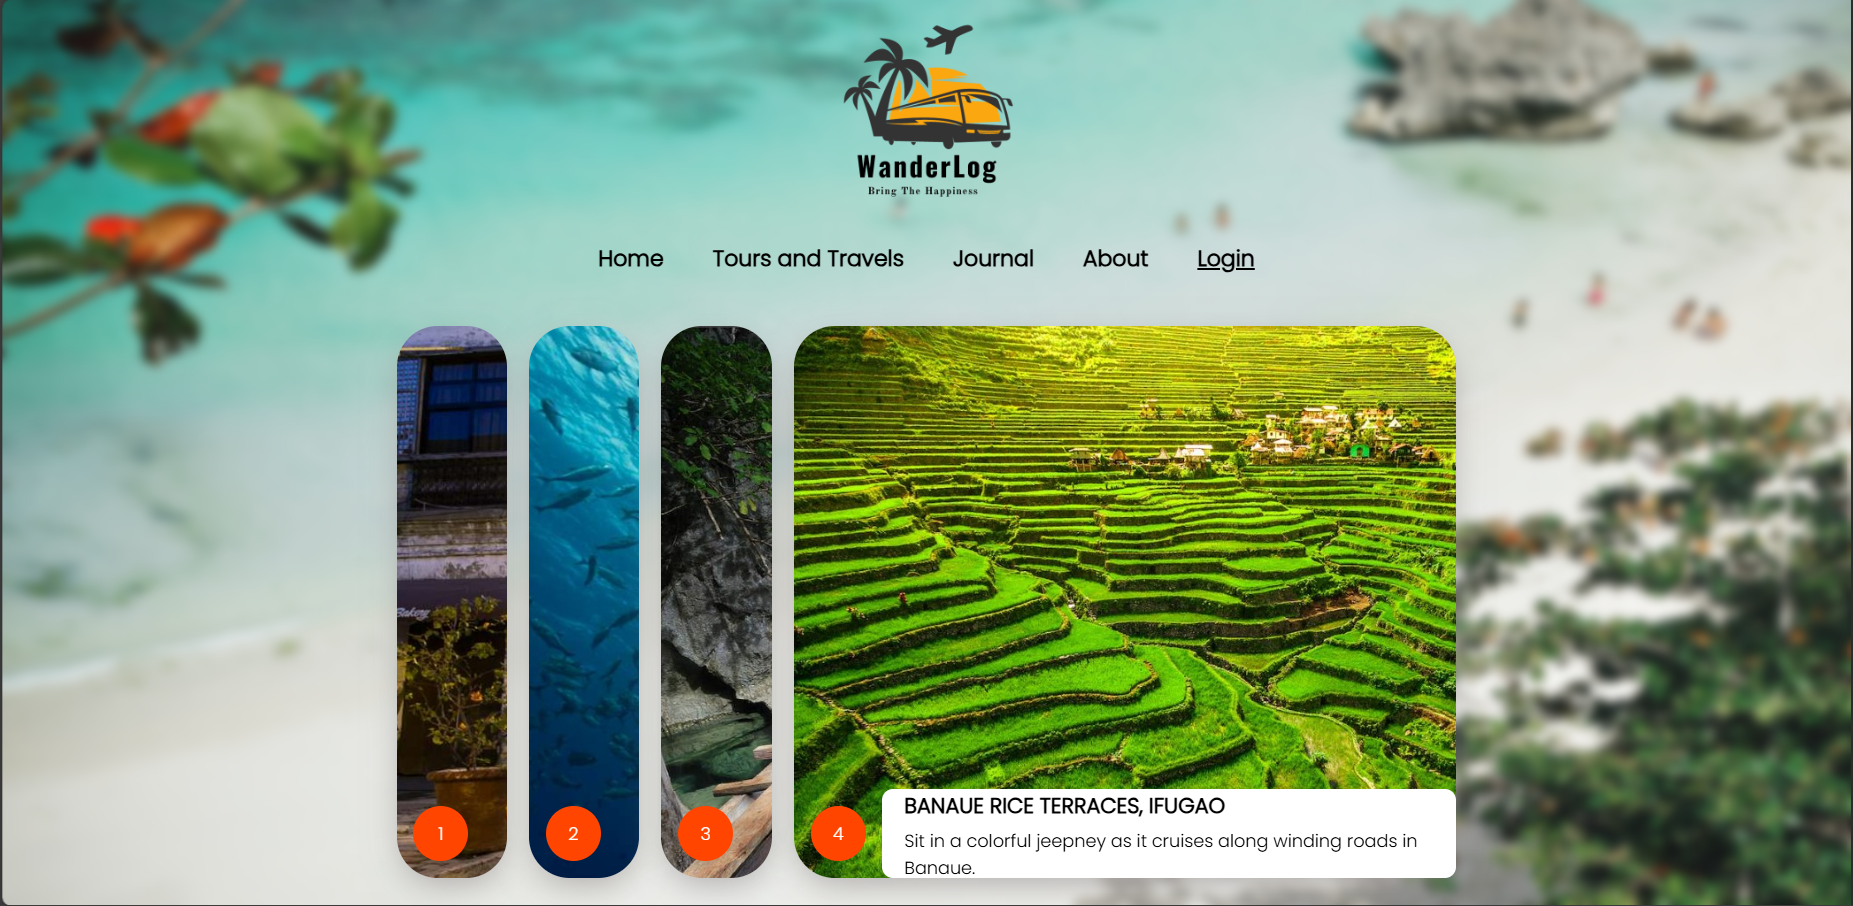 WanderLog
Bring The Happiness
Home Tours and Travels Journal About Login
Bakery
1 2 3 4
BANAUE RICE TERRACES, IFUGAO
Sit in a colorful jeepney as it cruises along winding roads in
Banaue.